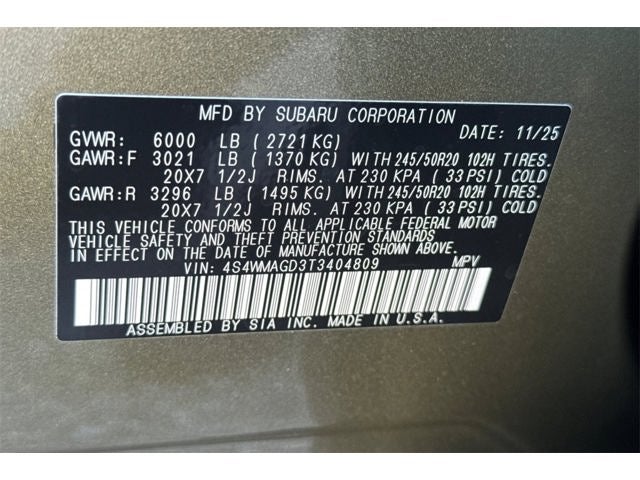 MFD BY SUBARU CORPORATION
GVWR: 6000 LB (2721 KG) DATE: 11/25
GAWR:F 3021 LB (1370 KG) WITH 245/50R20 102H TIRES.
20X7 1/2J RIMS. AT 230 KPA (33 PSI) COLD
GAWR:R 3296 LB (1495 KG) WITH 245/50R20 102H TIRES.
20X7 1/2J RIMS. AT 230 KPA (33 PSI) COLD
THIS VEHICLE CONFORMS TO ALL APPLICABLE FEDERAL MOTOR
VEHICLE SAFETY AND THEFT PREVENTION STANDARDS
IN EFFECT ON THE DATE OF MANUFACTURE SHOWN ABOVE.
VIN: 4S4WMAGD3T3404809 MPV
ASSEMBLED BY SIA INC. MADE IN U.S.A.